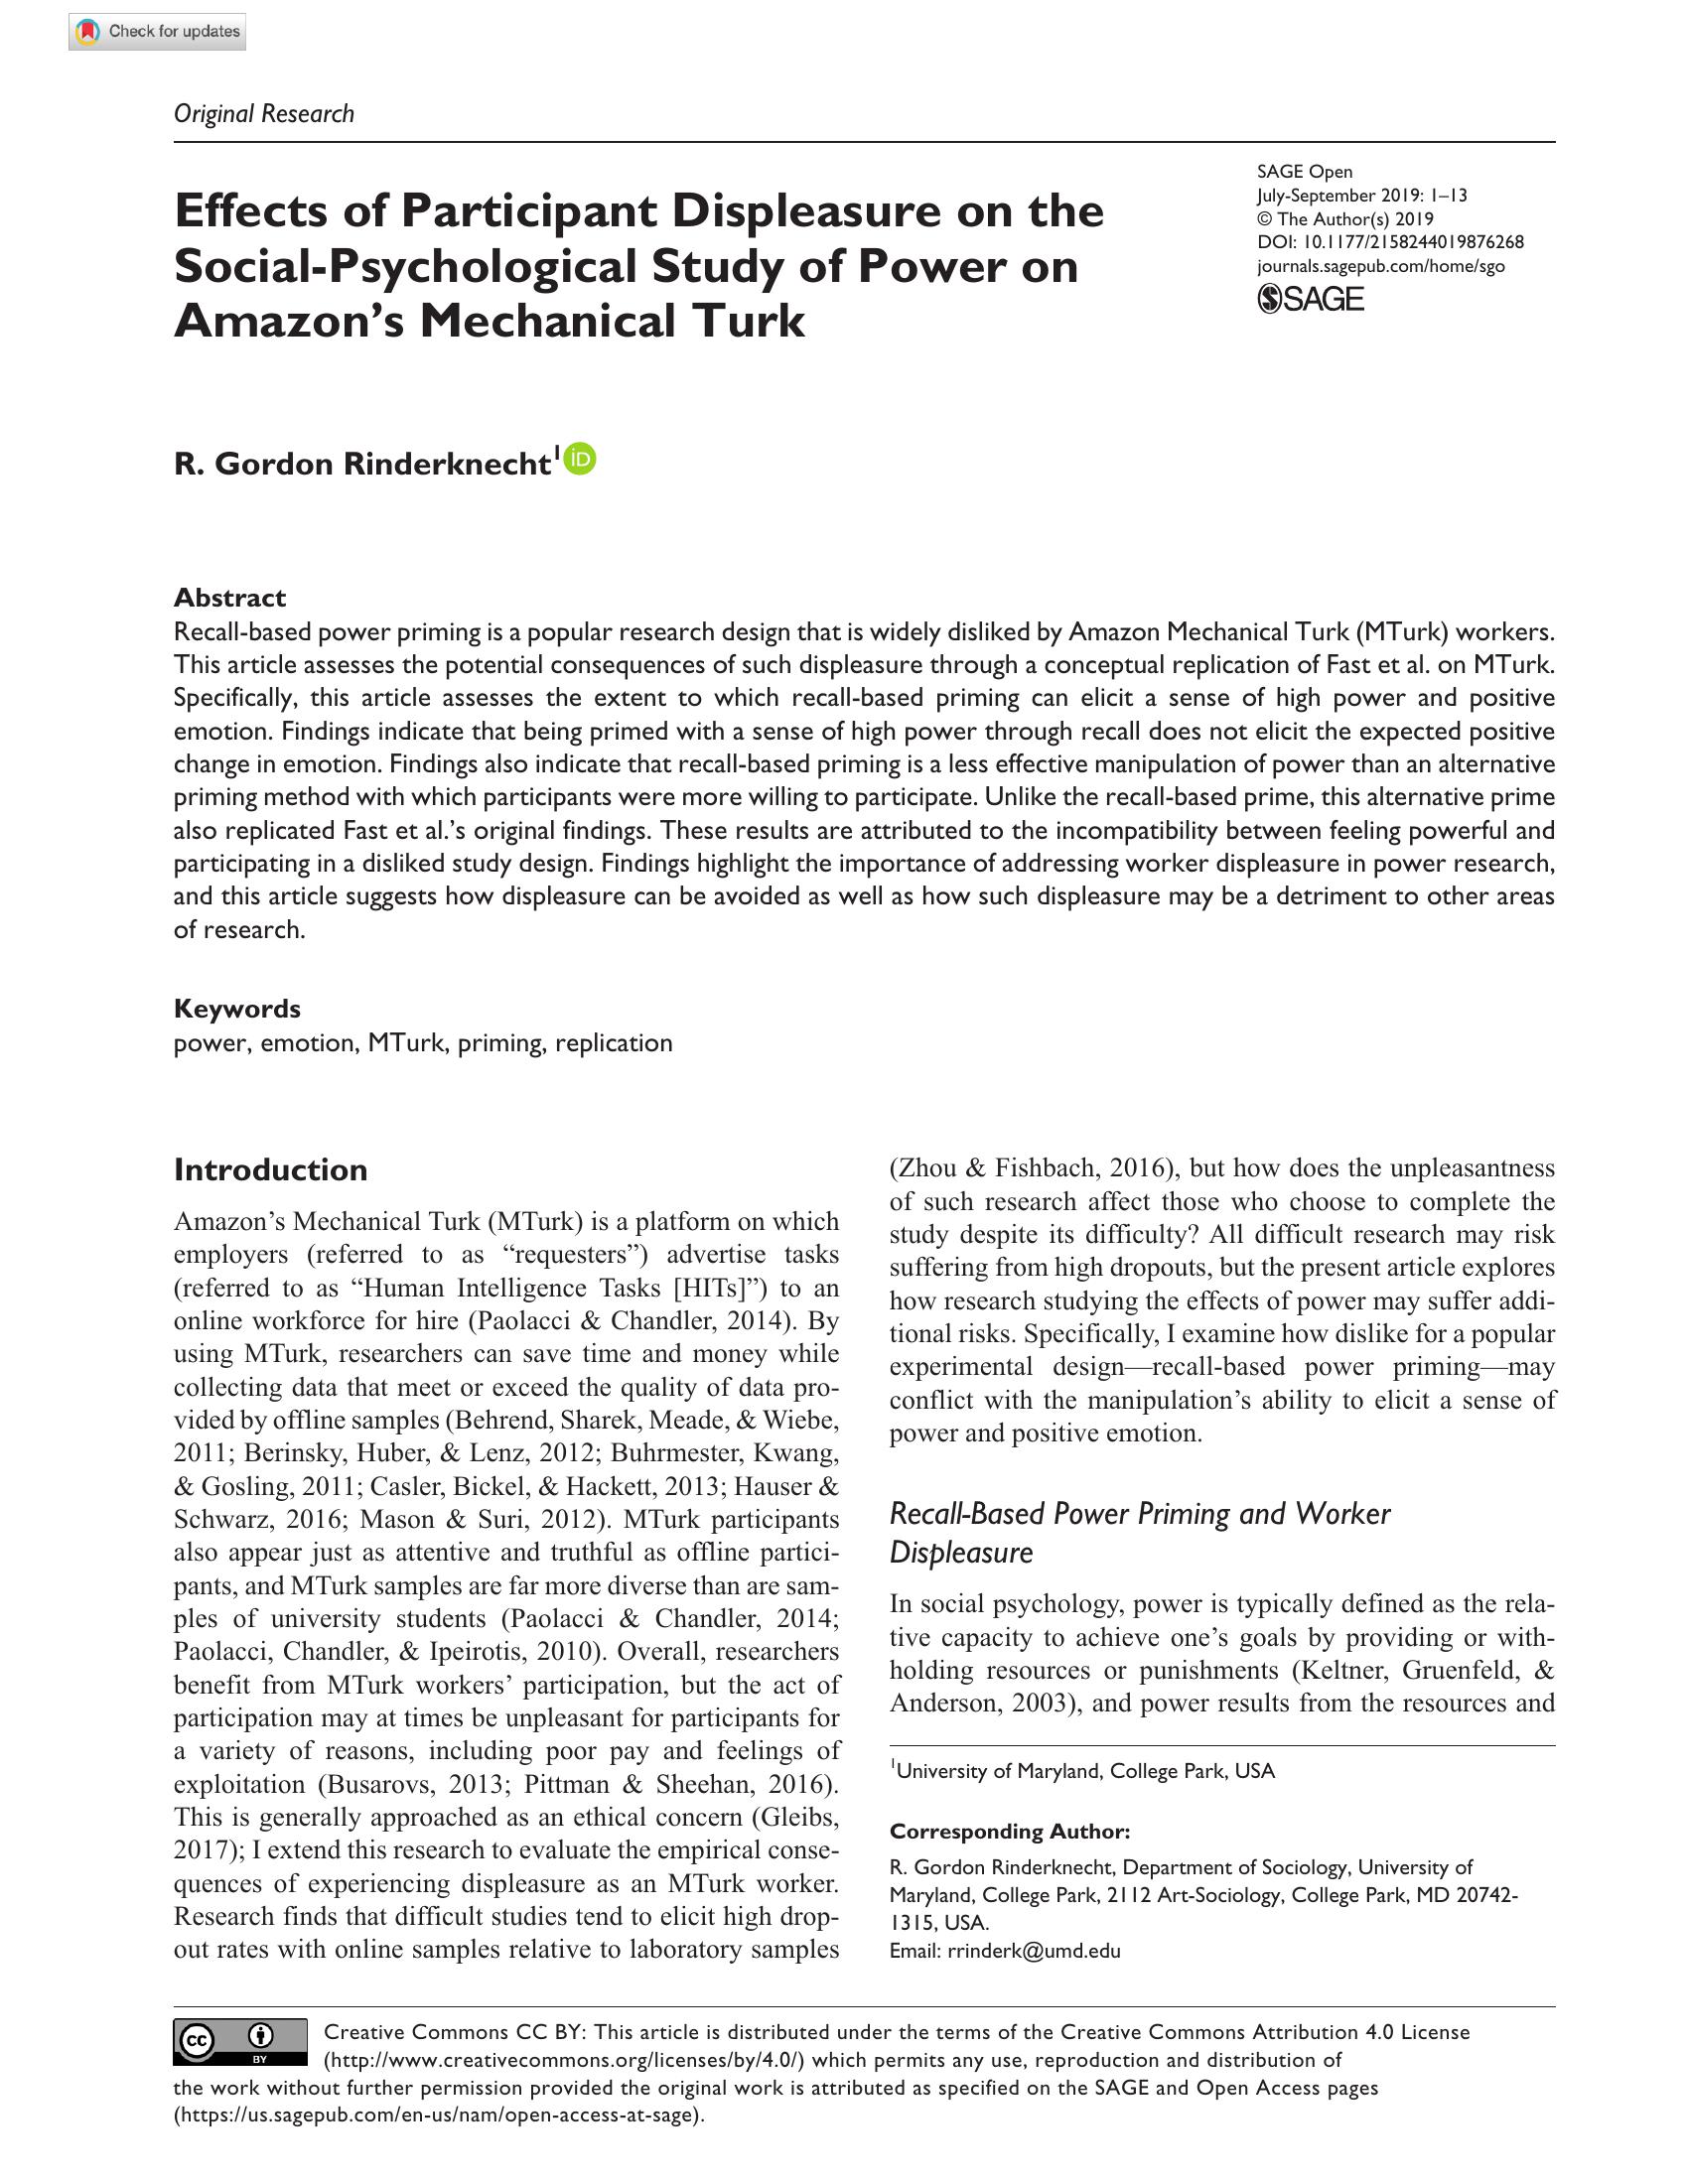 Check for updates
Original Research
Effects of Participant Displeasure on the
Social-Psychological Study of Power on
Amazon’s Mechanical Turk
SAGE Open
July-September 2019: 1–13
© The Author(s) 2019
DOI: 10.1177/2158244019876268
journals.sagepub.com/home/sgo
SAGE
R. Gordon Rinderknecht1 iD
Abstract
Recall-based power priming is a popular research design that is widely disliked by Amazon Mechanical Turk (MTurk) workers.
This article assesses the potential consequences of such displeasure through a conceptual replication of Fast et al. on MTurk.
Specifically, this article assesses the extent to which recall-based priming can elicit a sense of high power and positive
emotion. Findings indicate that being primed with a sense of high power through recall does not elicit the expected positive
change in emotion. Findings also indicate that recall-based priming is a less effective manipulation of power than an alternative
priming method with which participants were more willing to participate. Unlike the recall-based prime, this alternative prime
also replicated Fast et al.’s original findings. These results are attributed to the incompatibility between feeling powerful and
participating in a disliked study design. Findings highlight the importance of addressing worker displeasure in power research,
and this article suggests how displeasure can be avoided as well as how such displeasure may be a detriment to other areas
of research.
Keywords
power, emotion, MTurk, priming, replication
Introduction
Amazon’s Mechanical Turk (MTurk) is a platform on which
employers (referred to as “requesters”) advertise tasks
(referred to as “Human Intelligence Tasks [HITs]”) to an
online workforce for hire (Paolacci & Chandler, 2014). By
using MTurk, researchers can save time and money while
collecting data that meet or exceed the quality of data pro-
vided by offline samples (Behrend, Sharek, Meade, & Wiebe,
2011; Berinsky, Huber, & Lenz, 2012; Buhrmester, Kwang,
& Gosling, 2011; Casler, Bickel, & Hackett, 2013; Hauser &
Schwarz, 2016; Mason & Suri, 2012). MTurk participants
also appear just as attentive and truthful as offline partici-
pants, and MTurk samples are far more diverse than are sam-
ples of university students (Paolacci & Chandler, 2014;
Paolacci, Chandler, & Ipeirotis, 2010). Overall, researchers
benefit from MTurk workers’ participation, but the act of
participation may at times be unpleasant for participants for
a variety of reasons, including poor pay and feelings of
exploitation (Busarovs, 2013; Pittman & Sheehan, 2016).
This is generally approached as an ethical concern (Gleibs,
2017); I extend this research to evaluate the empirical conse-
quences of experiencing displeasure as an MTurk worker.
Research finds that difficult studies tend to elicit high drop-
out rates with online samples relative to laboratory samples
(Zhou & Fishbach, 2016), but how does the unpleasantness
of such research affect those who choose to complete the
study despite its difficulty? All difficult research may risk
suffering from high dropouts, but the present article explores
how research studying the effects of power may suffer addi-
tional risks. Specifically, I examine how dislike for a popular
experimental design—recall-based power priming—may
conflict with the manipulation’s ability to elicit a sense of
power and positive emotion.
Recall-Based Power Priming and Worker
Displeasure
In social psychology, power is typically defined as the rela-
tive capacity to achieve one’s goals by providing or with-
holding resources or punishments (Keltner, Gruenfeld, &
Anderson, 2003), and power results from the resources and
1University of Maryland, College Park, USA
Corresponding Author:
R. Gordon Rinderknecht, Department of Sociology, University of
Maryland, College Park, 2112 Art-Sociology, College Park, MD 20742-
1315, USA.
Email: rrinderk@umd.edu
CC BY
Creative Commons CC BY: This article is distributed under the terms of the Creative Commons Attribution 4.0 License
(http://www.creativecommons.org/licenses/by/4.0/) which permits any use, reproduction and distribution of
the work without further permission provided the original work is attributed as specified on the SAGE and Open Access pages
(https://us.sagepub.com/en-us/nam/open-access-at-sage).